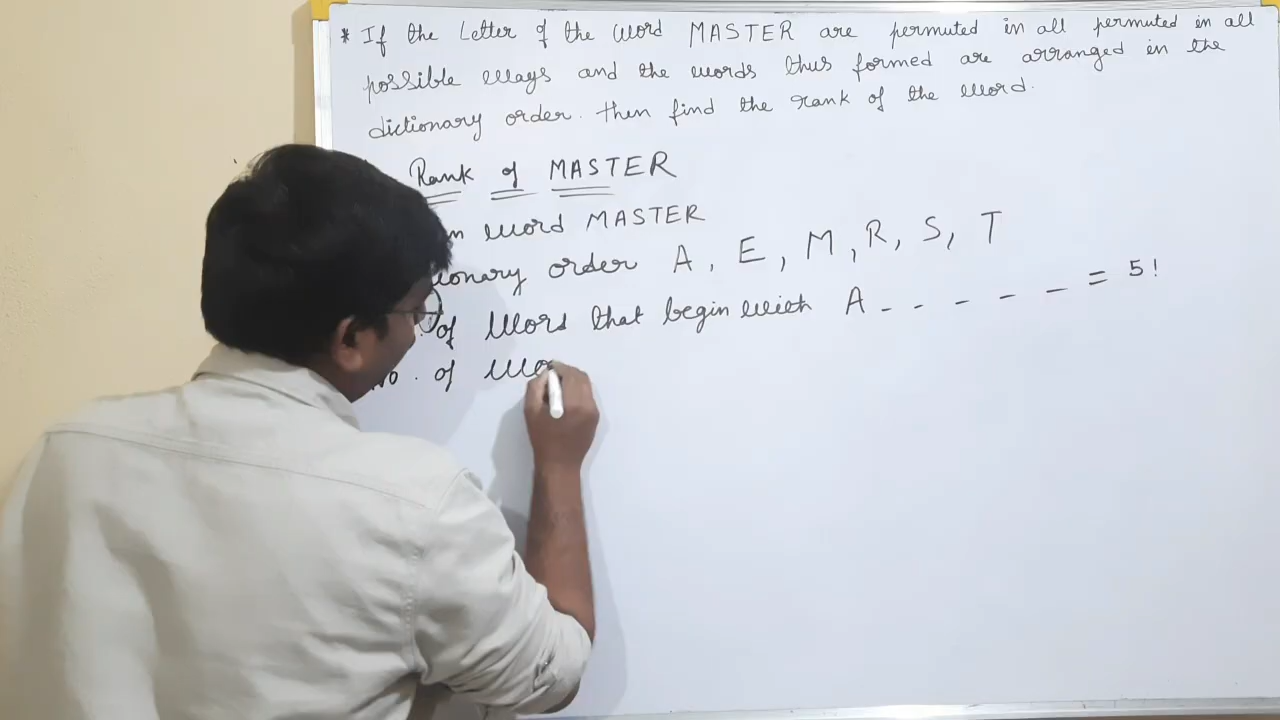 * If the Letter of the word MASTER are permuted in all permuted in all
possible ways and the words thus formed are arranged in the
dictionary order. then find the rank of the word.
Rank of MASTER
word MASTER
order A, E, M, R, S, T
of Word that begin with A - - - - - = 5!
No. of Wo